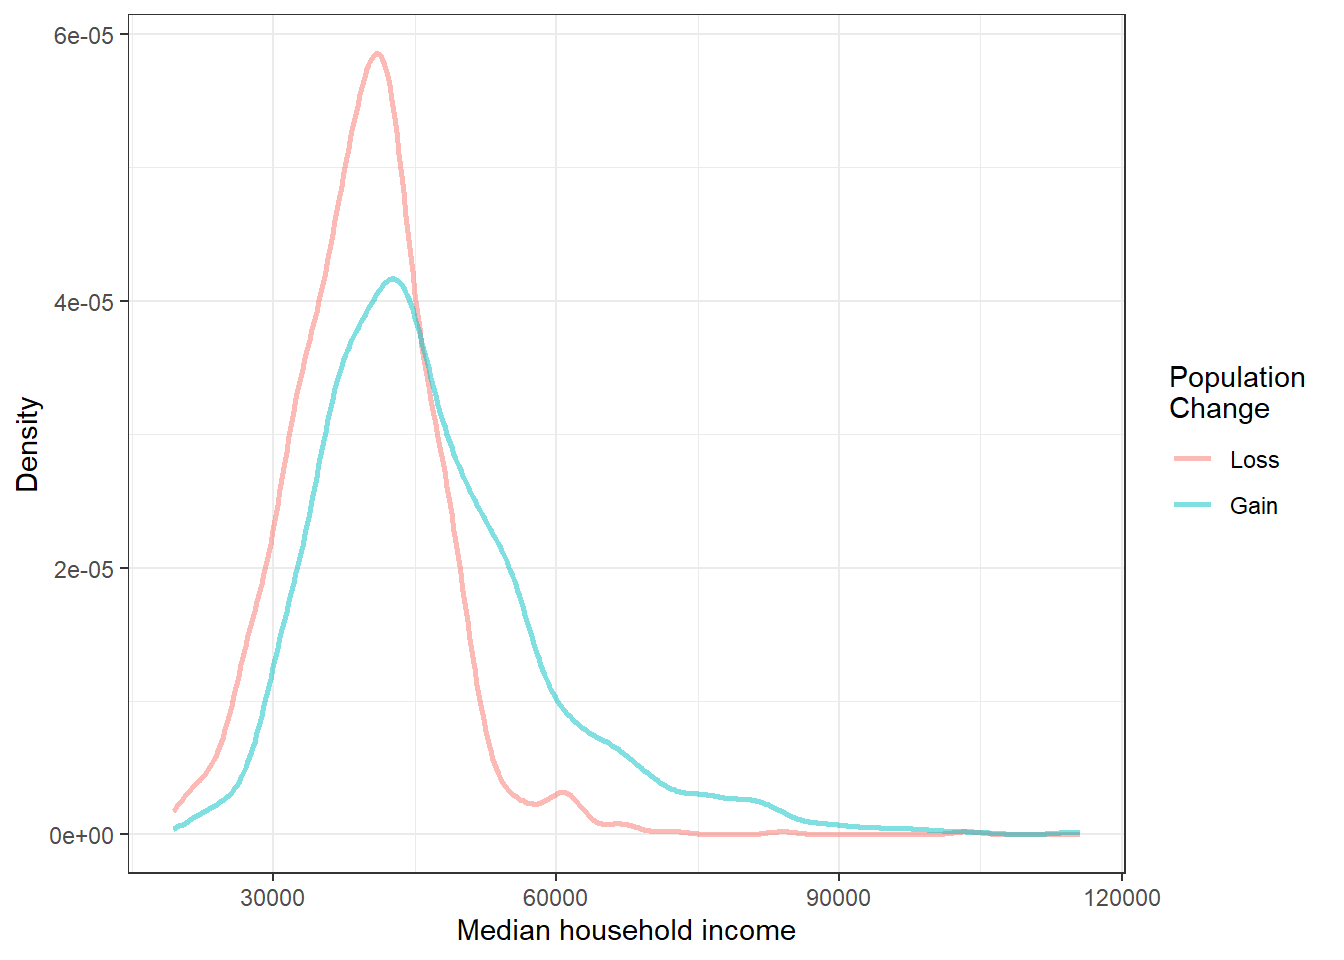 6e-05
4e-05
2e-05
0e+00
Density
30000
60000
90000
120000
Median household income
Population
Change
Loss
Gain